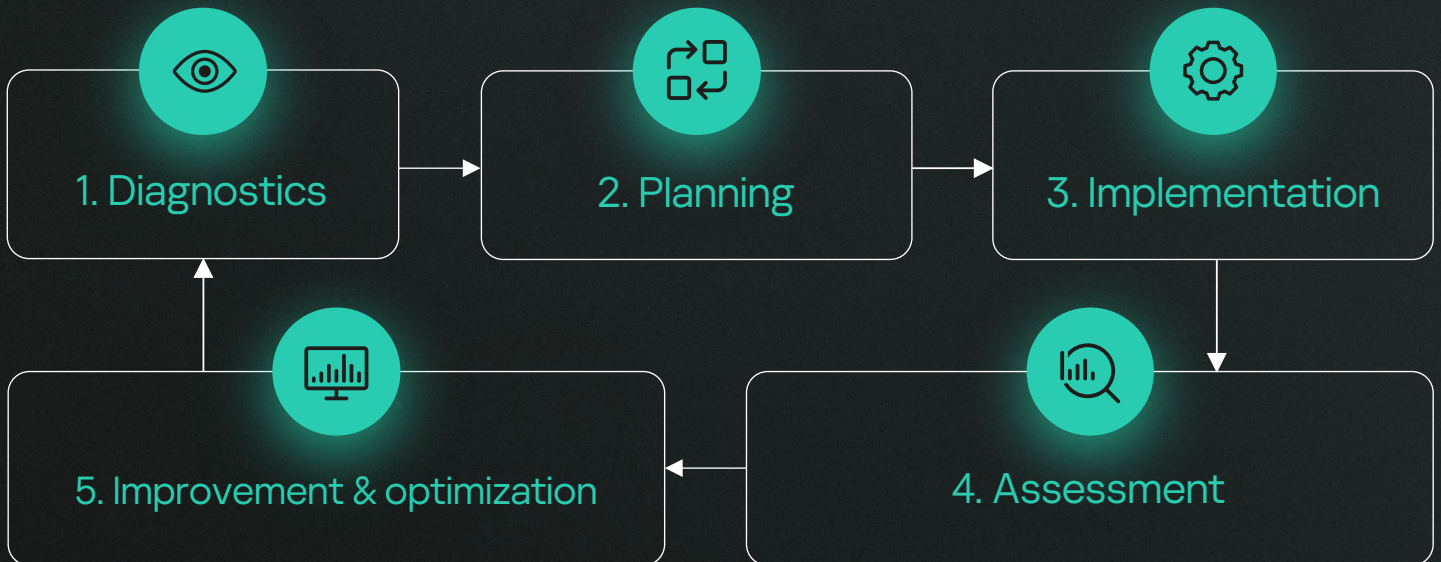 1. Diagnostics
2. Planning
3. Implementation
4. Assessment
5. Improvement & optimization